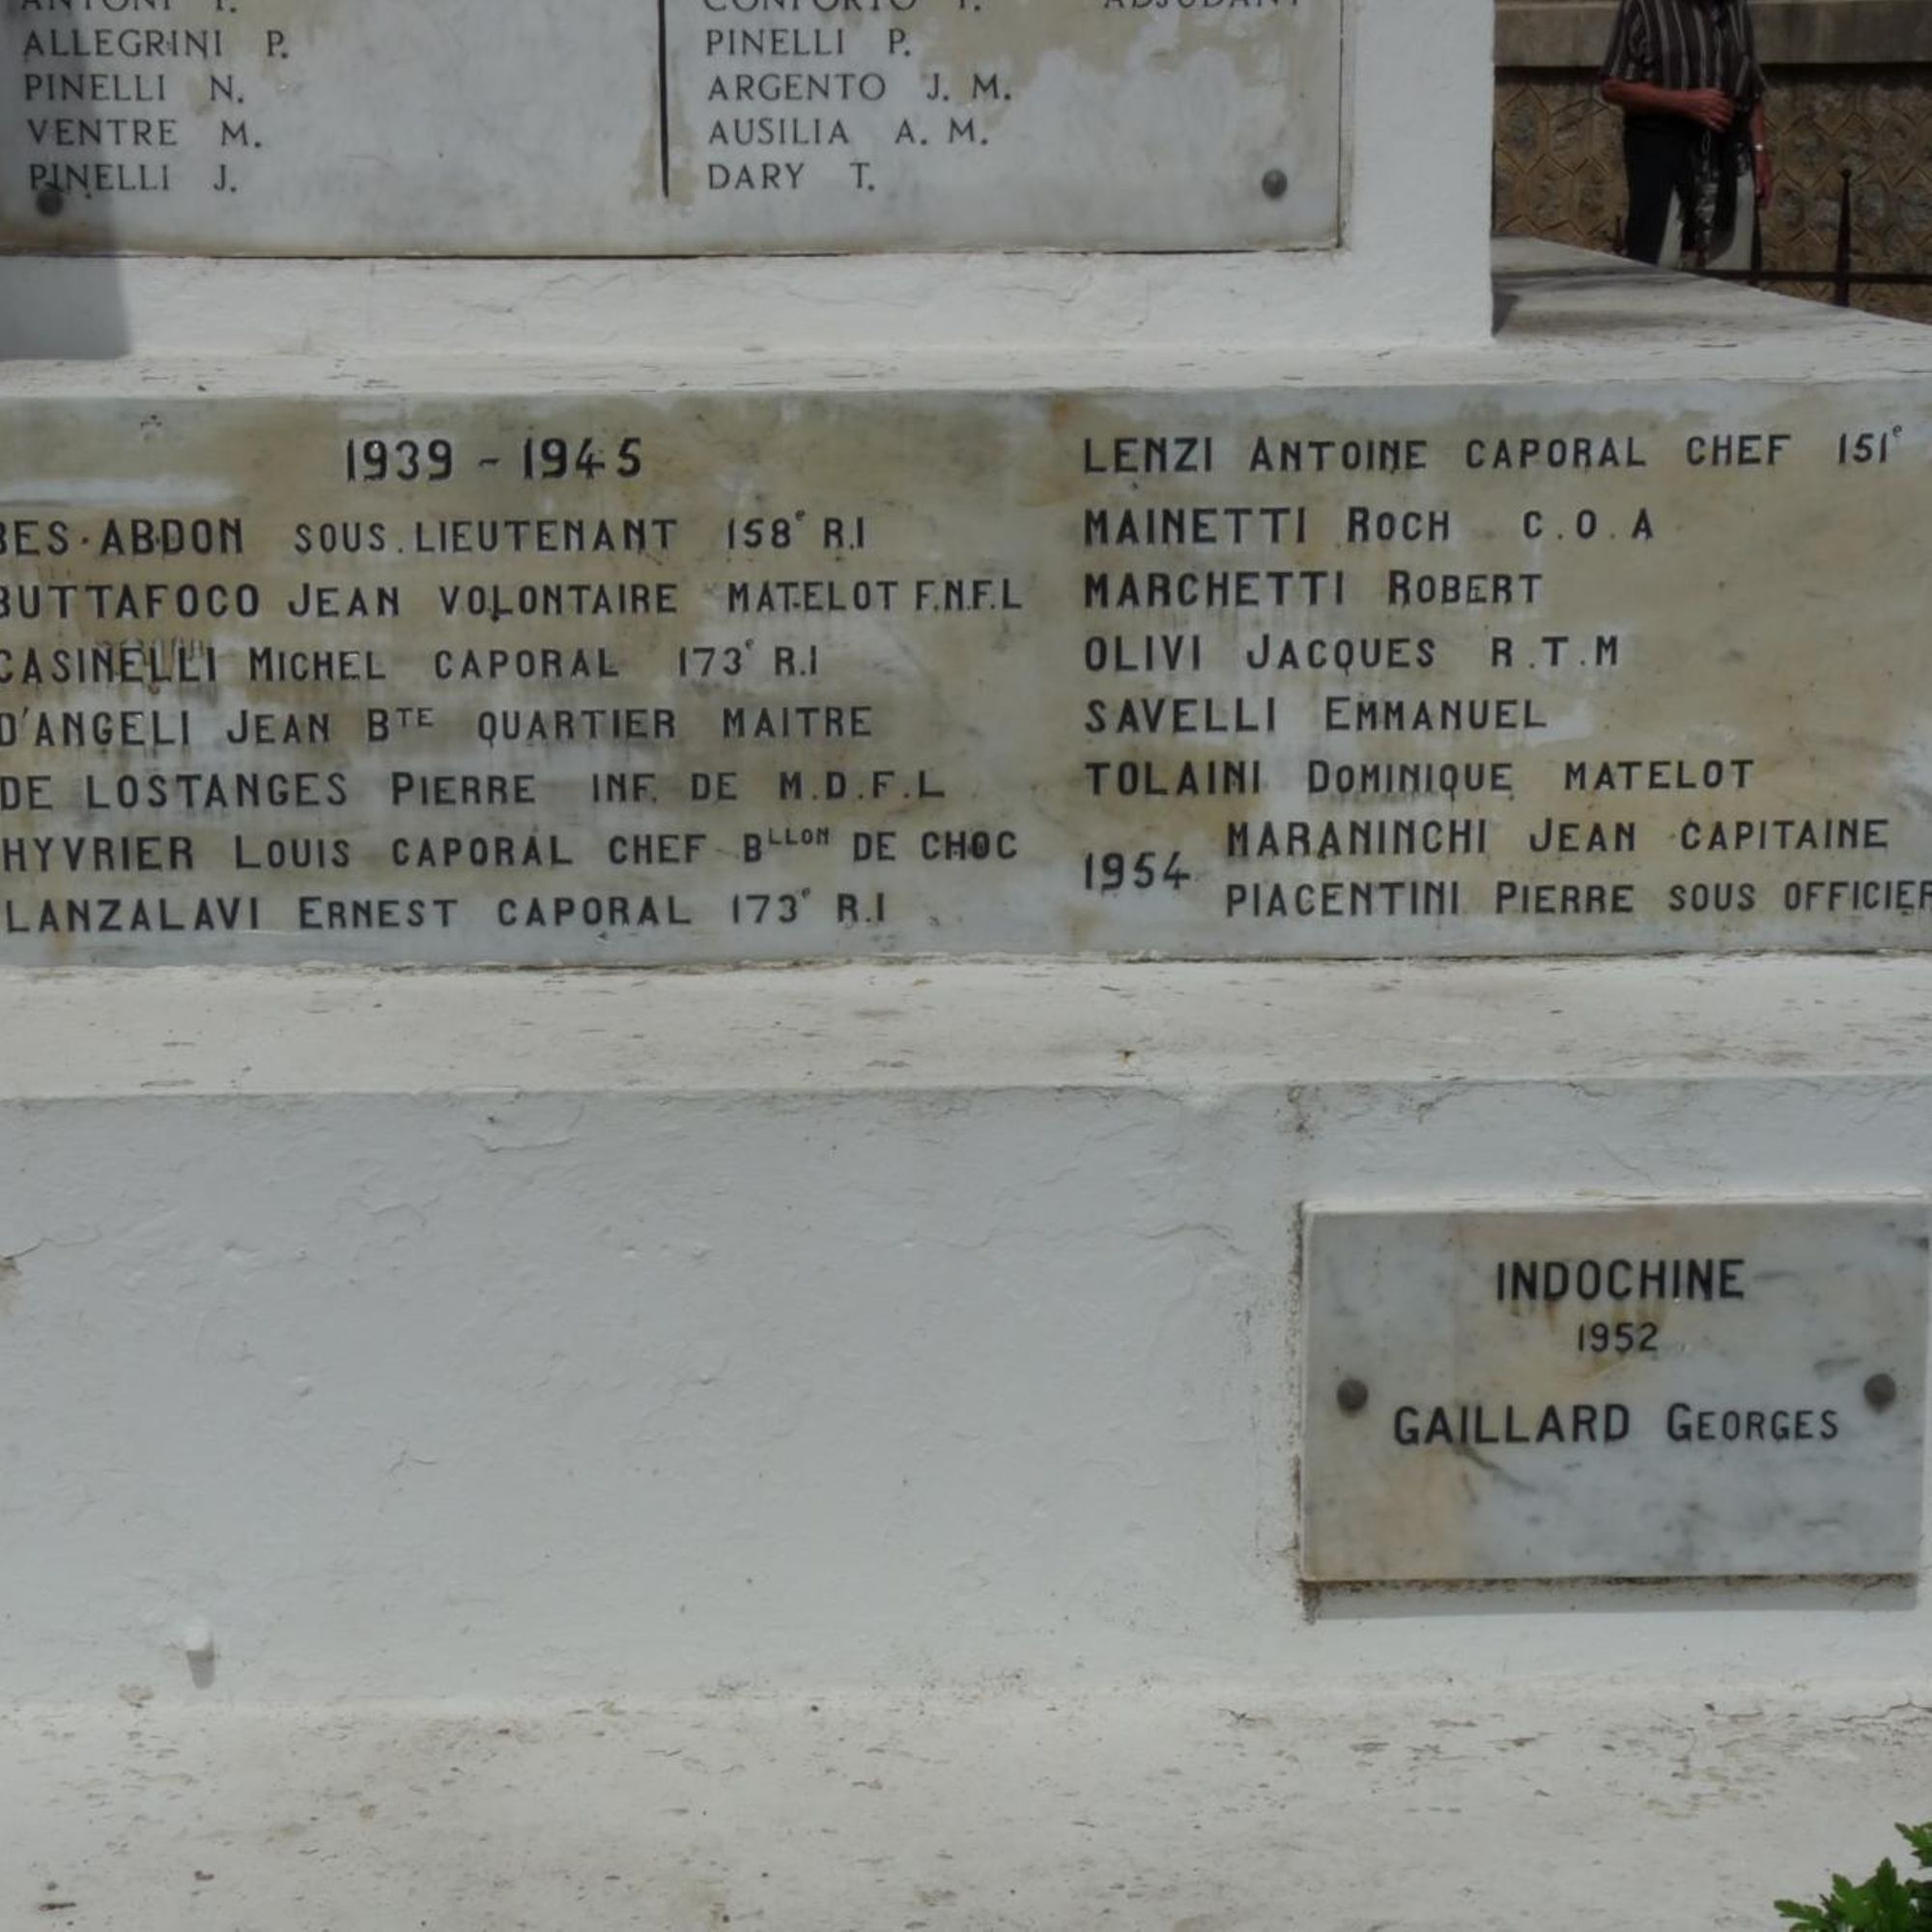 ANTONI
ALLEGRINI P.
PINELLI N.
VENTRE M.
PINELLI J.
CONFORTO ADJUDANT
PINELLI P.
ARGENTO J. M.
AUSILIA A. M.
DARY T.
1939 - 1945
BES . ABDON SOUS . LIEUTENANT 158e R.I
BUTTAFOCO JEAN VOLONTAIRE MATELOT F.N.F.L
CASINELLI MICHEL CAPORAL 173e R.I
D'ANGELI JEAN BTE QUARTIER MAITRE
DE LOSTANGES PIERRE INF. DE M.D.F.L
HYVRIER LOUIS CAPORAL CHEF BLLON DE CHOC
LANZALAVI ERNEST CAPORAL 173e R.I
LENZI ANTOINE CAPORAL CHEF 151e
MAINETTI ROCH C.O.A
MARCHETTI ROBERT
OLIVI JACQUES R.T.M
SAVELLI EMMANUEL
TOLAINI DOMINIQUE MATELOT
1954 MARANINCHI JEAN CAPITAINE
PIACENTINI PIERRE SOUS OFFICIER
INDOCHINE
1952
GAILLARD GEORGES